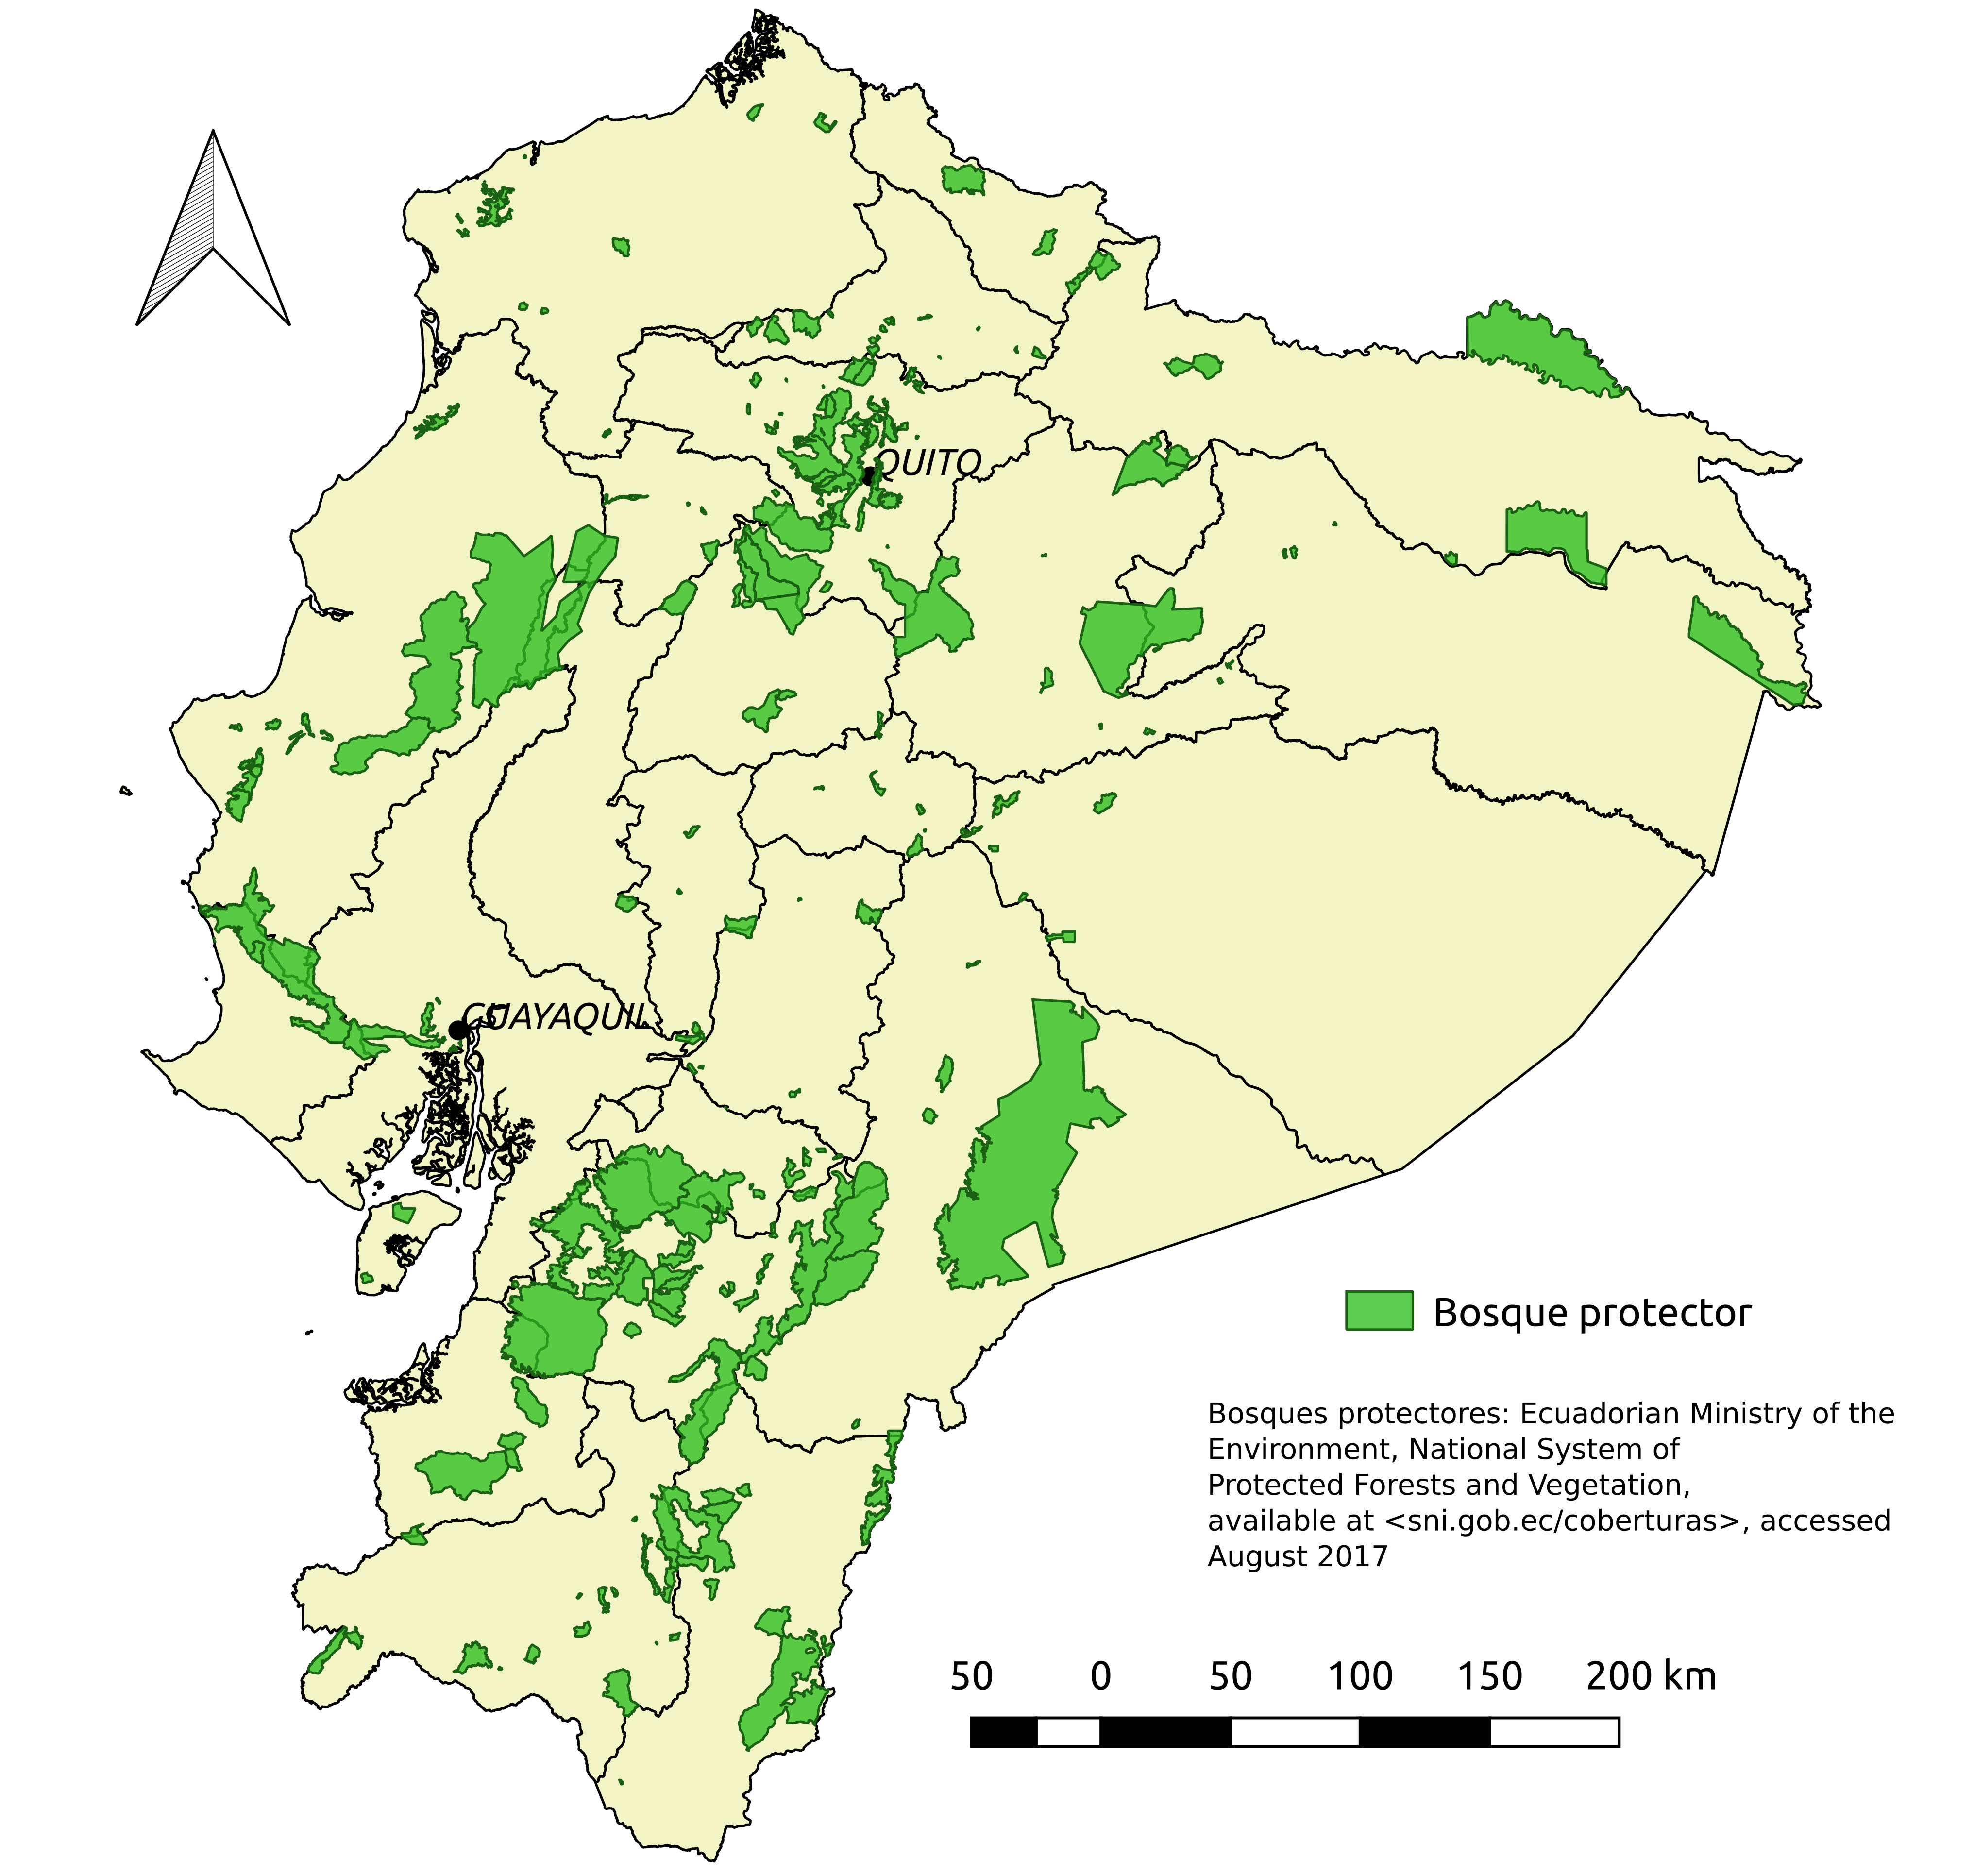 QUITO
GUAYAQUIL
Bosque protector
Bosques protectores: Ecuadorian Ministry of the
Environment, National System of
Protected Forests and Vegetation,
available at <sni.gob.ec/coberturas>, accessed
August 2017
50 0 50 100 150 200 km